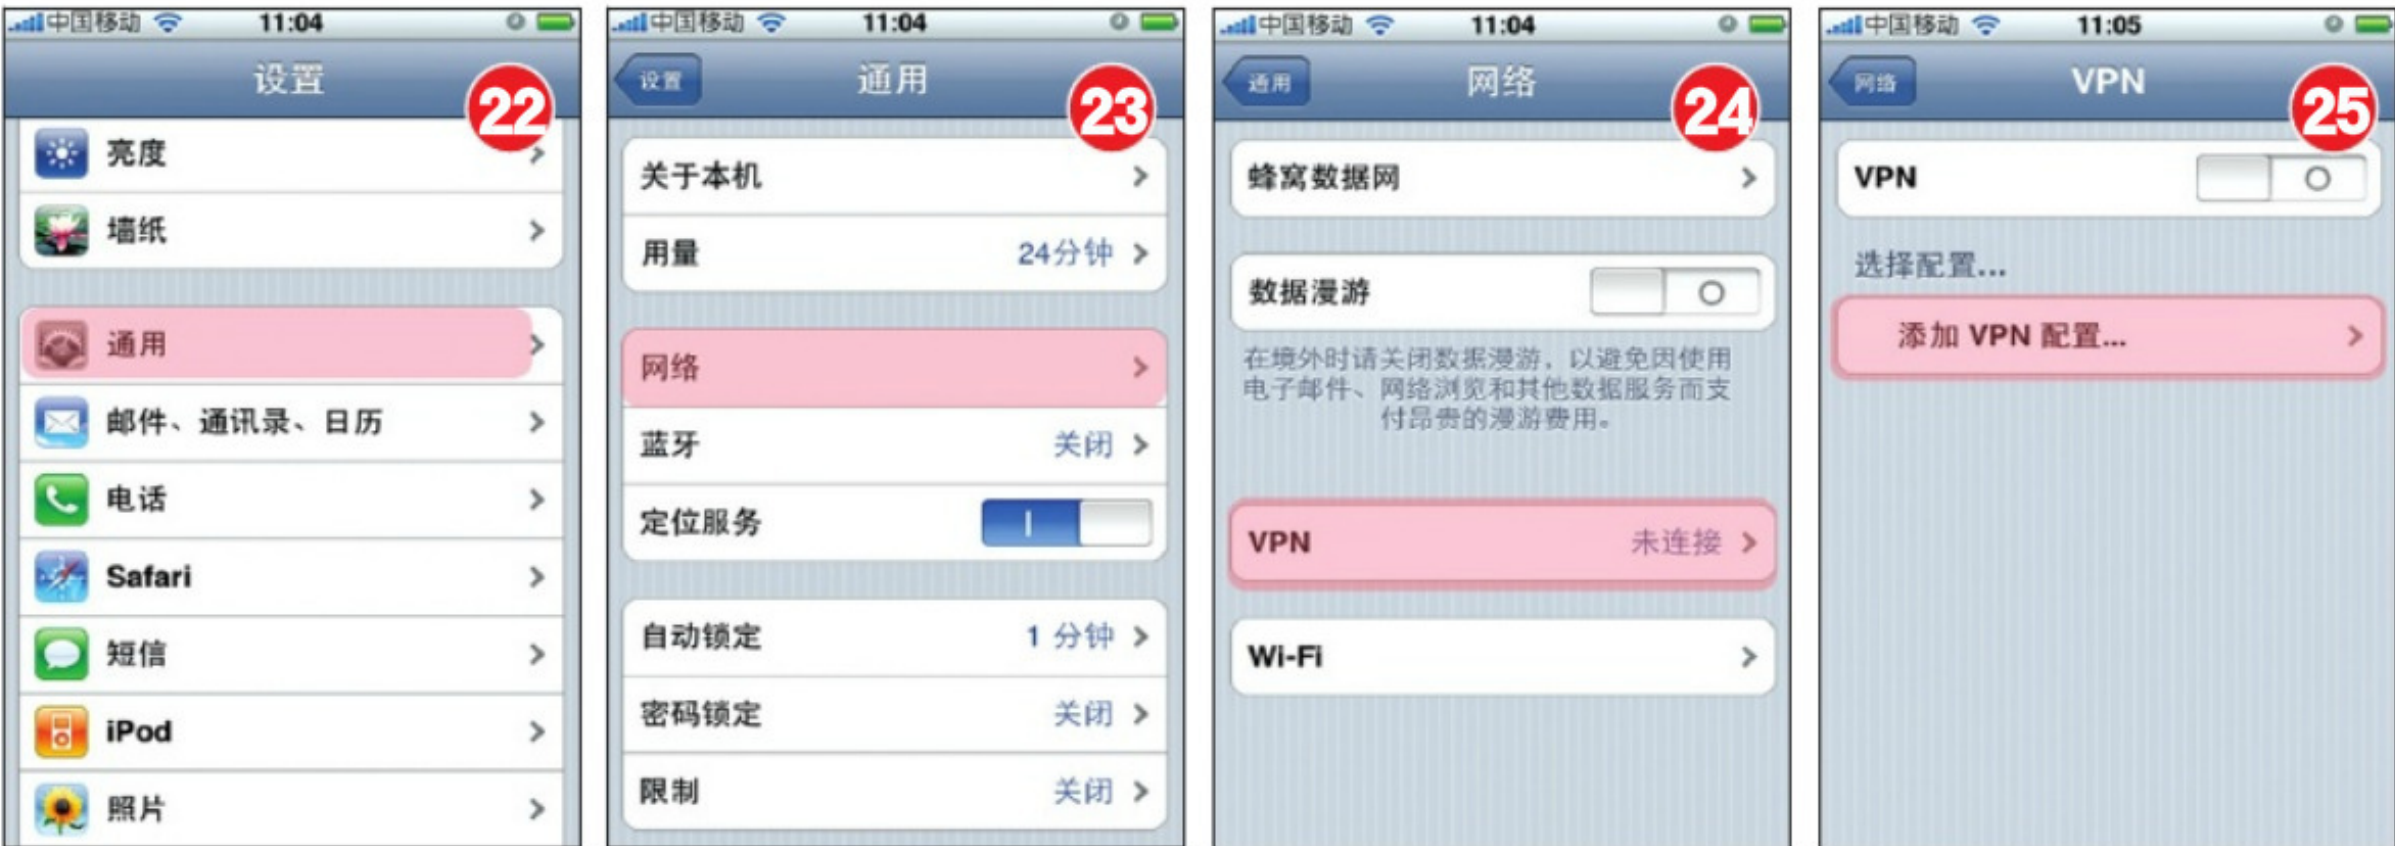 中国移动 11:04
设置
22
亮度
墙纸
通用
邮件、通讯录、日历
电话
Safari
短信
iPod
照片
中国移动 11:04
设置 通用
23
关于本机
用量 24分钟
网络
蓝牙 关闭
定位服务
自动锁定 1 分钟
密码锁定 关闭
限制 关闭
中国移动 11:04
通用 网络
24
蜂窝数据网
数据漫游
在境外时请关闭数据漫游，以避免因使用
电子邮件、网络浏览和其他数据服务而支
付昂贵的漫游费用。
VPN 未连接
Wi-Fi
中国移动 11:05
网络 VPN
25
VPN
选择配置...
添加 VPN 配置...